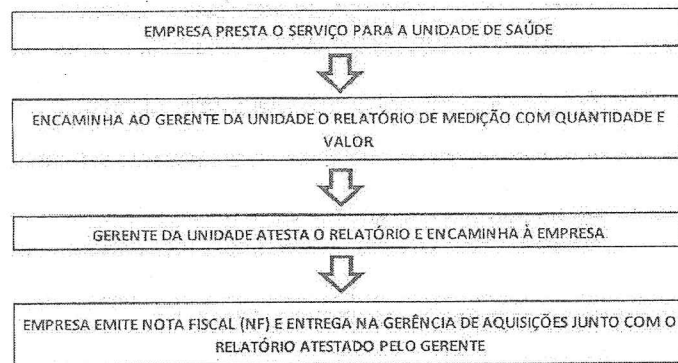 EMPRESA PRESTA O SERVIÇO PARA A UNIDADE DE SAÚDE
ENCAMINHA AO GERENTE DA UNIDADE O RELATÓRIO DE MEDIÇÃO COM QUANTIDADE E
VALOR
GERENTE DA UNIDADE ATESTA O RELATÓRIO E ENCAMINHA À EMPRESA
EMPRESA EMITE NOTA FISCAL (NF) E ENTREGA NA GERÊNCIA DE AQUISIÇÕES JUNTO COM O
RELATÓRIO ATESTADO PELO GERENTE